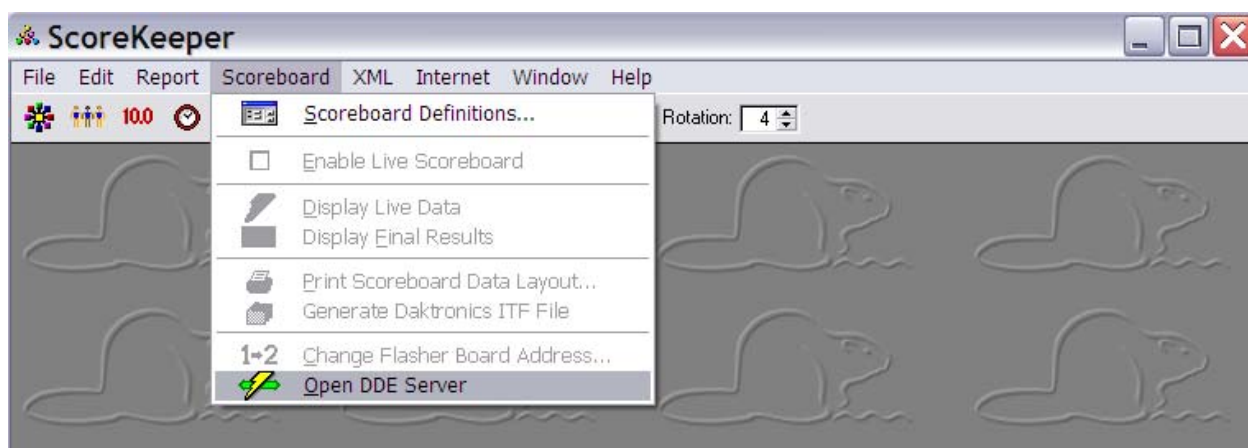 ScoreKeeper
File Edit Report Scoreboard XML Internet Window Help
10.0
Scoreboard Definitions...
Rotation: 4
Enable Live Scoreboard
Display Live Data
Display Final Results
Print Scoreboard Data Layout...
Generate Daktronics ITF File
1→2 Change Flasher Board Address...
Open DDE Server